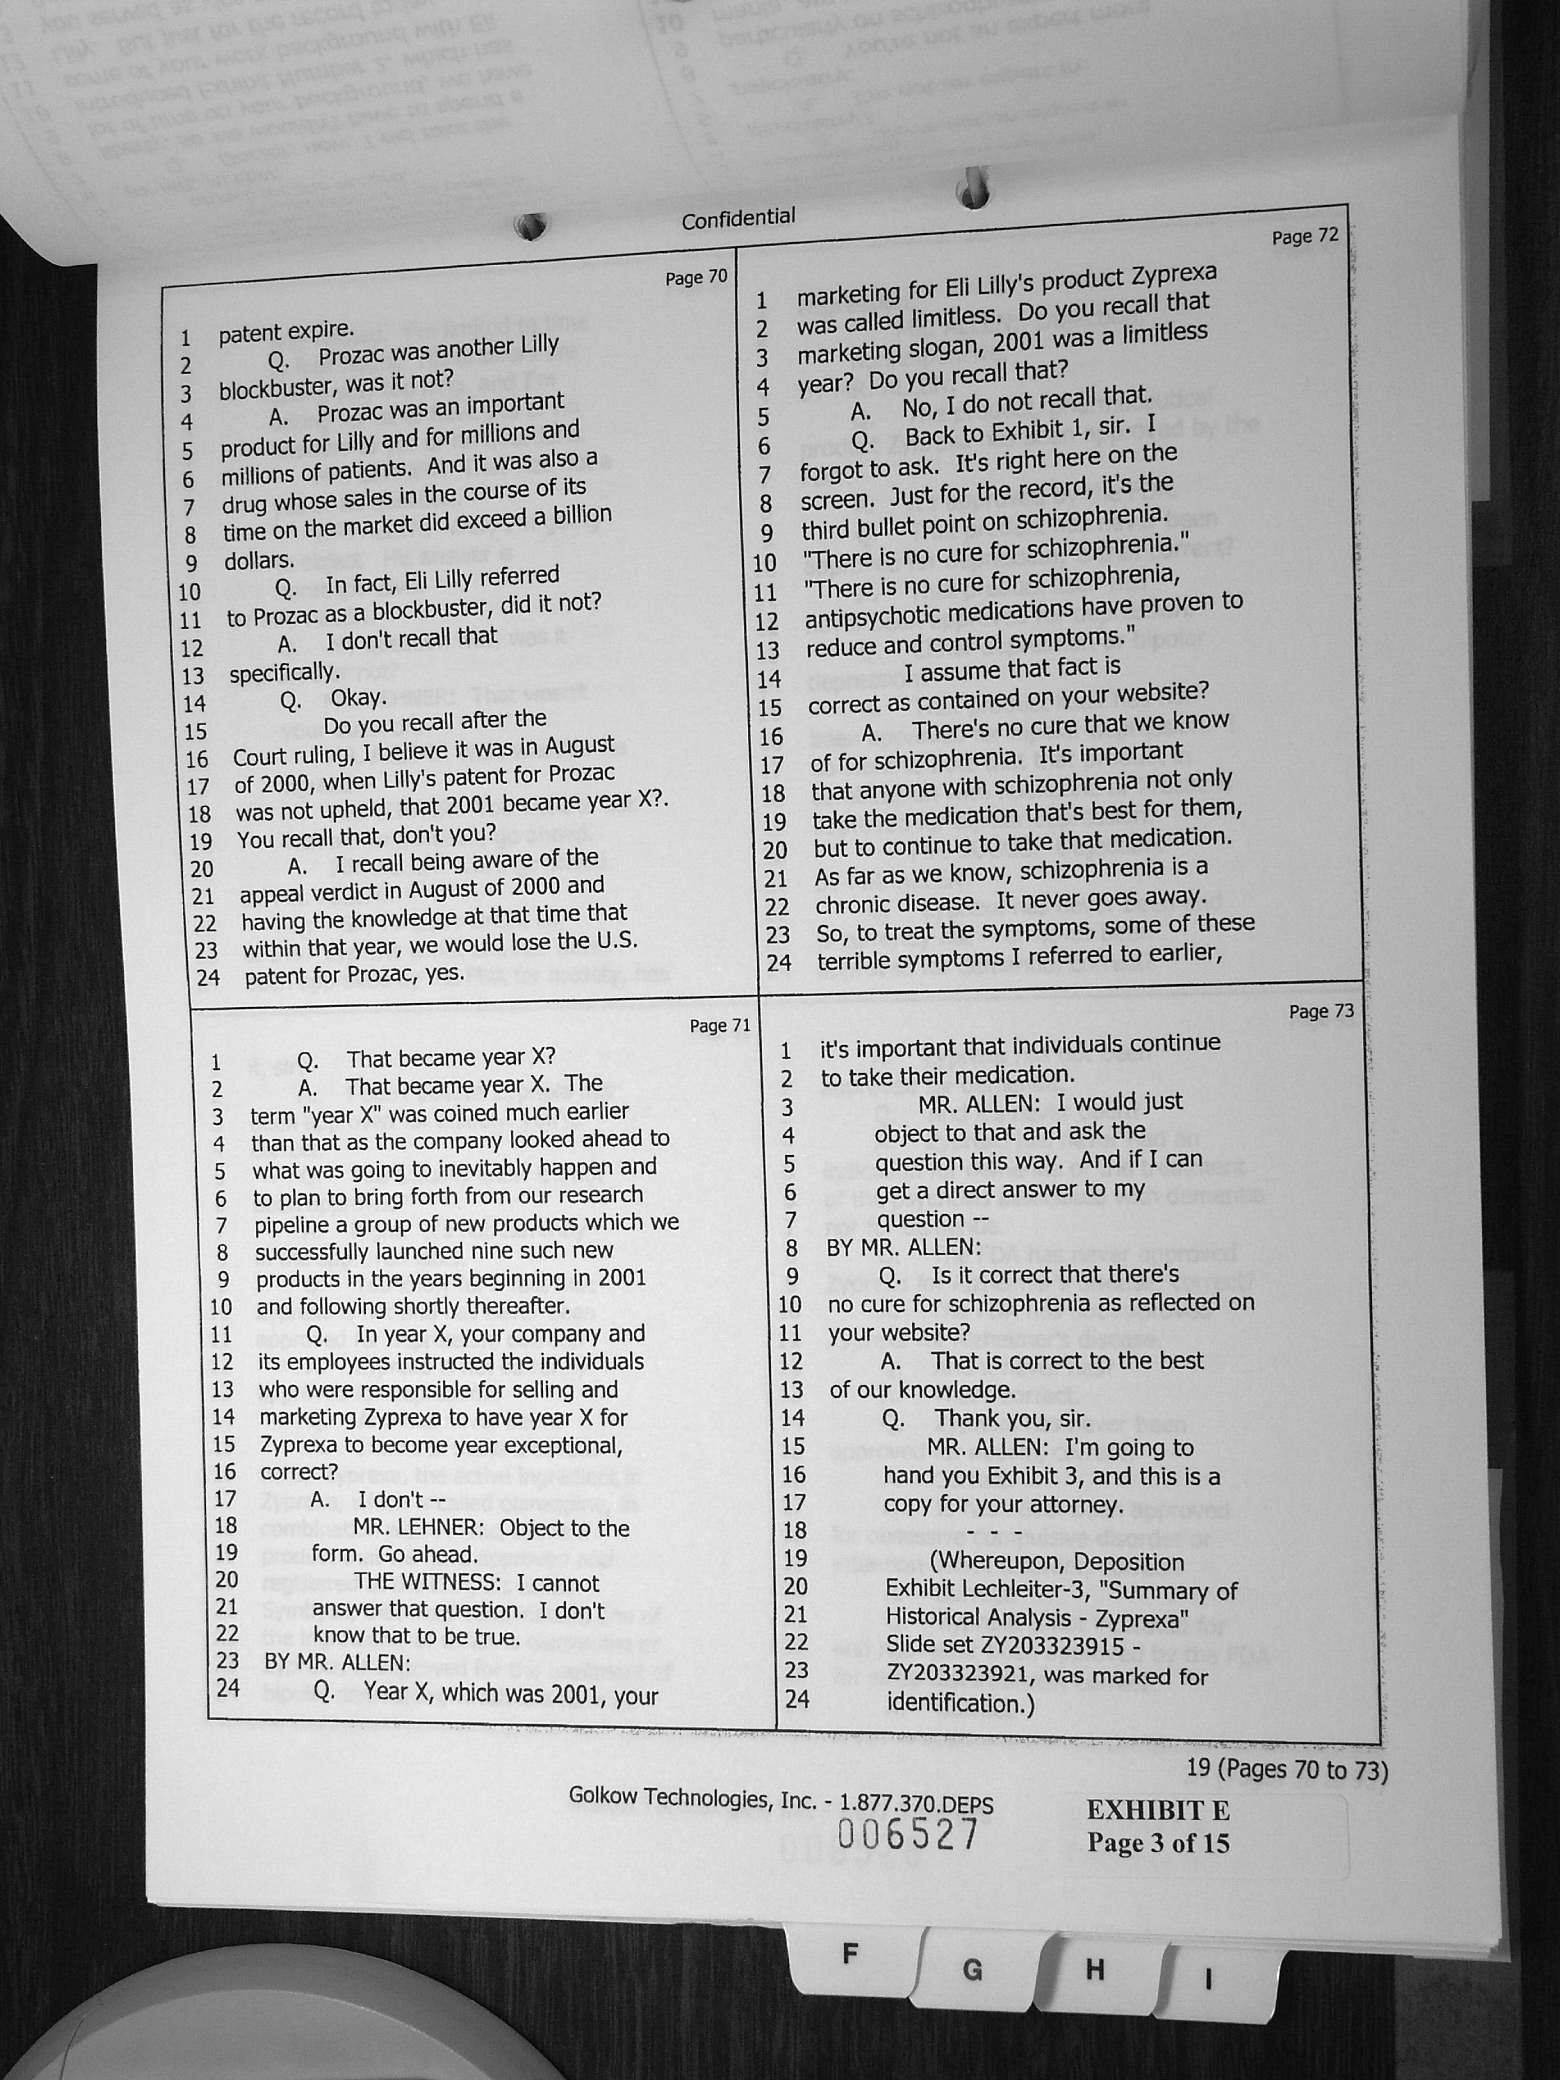 Confidential
Page 70
1 patent expire.
2 Q. Prozac was another Lilly
3 blockbuster, was it not?
4 A. Prozac was an important
5 product for Lilly and for millions and
6 millions of patients. And it was also a
7 drug whose sales in the course of its
8 time on the market did exceed a billion
9 dollars.
10 Q. In fact, Eli Lilly referred
11 to Prozac as a blockbuster, did it not?
12 A. I don't recall that
13 specifically.
14 Q. Okay.
15 Do you recall after the
16 Court ruling, I believe it was in August
17 of 2000, when Lilly's patent for Prozac
18 was not upheld, that 2001 became year X?.
19 You recall that, don't you?
20 A. I recall being aware of the
21 appeal verdict in August of 2000 and
22 having the knowledge at that time that
23 within that year, we would lose the U.S.
24 patent for Prozac, yes.
Page 71
1 Q. That became year X?
2 A. That became year X. The
3 term "year X" was coined much earlier
4 than that as the company looked ahead to
5 what was going to inevitably happen and
6 to plan to bring forth from our research
7 pipeline a group of new products which we
8 successfully launched nine such new
9 products in the years beginning in 2001
10 and following shortly thereafter.
11 Q. In year X, your company and
12 its employees instructed the individuals
13 who were responsible for selling and
14 marketing Zyprexa to have year X for
15 Zyprexa to become year exceptional,
16 correct?
17 A. I don't --
18 MR. LEHNER: Object to the
19 form. Go ahead.
20 THE WITNESS: I cannot
21 answer that question. I don't
22 know that to be true.
23 BY MR. ALLEN:
24 Q. Year X, which was 2001, your
Page 72
1 marketing for Eli Lilly's product Zyprexa
2 was called limitless. Do you recall that
3 marketing slogan, 2001 was a limitless
4 year? Do you recall that?
5 A. No, I do not recall that.
6 Q. Back to Exhibit 1, sir. I
7 forgot to ask. It's right here on the
8 screen. Just for the record, it's the
9 third bullet point on schizophrenia.
10 "There is no cure for schizophrenia."
11 "There is no cure for schizophrenia,
12 antipsychotic medications have proven to
13 reduce and control symptoms."
14 I assume that fact is
15 correct as contained on your website?
16 A. There's no cure that we know
17 of for schizophrenia. It's important
18 that anyone with schizophrenia not only
19 take the medication that's best for them,
20 but to continue to take that medication.
21 As far as we know, schizophrenia is a
22 chronic disease. It never goes away.
23 So, to treat the symptoms, some of these
24 terrible symptoms I referred to earlier,
Page 73
1 it's important that individuals continue
2 to take their medication.
3 MR. ALLEN: I would just
4 object to that and ask the
5 question this way. And if I can
6 get a direct answer to my
7 question --
8 BY MR. ALLEN:
9 Q. Is it correct that there's
10 no cure for schizophrenia as reflected on
11 your website?
12 A. That is correct to the best
13 of our knowledge.
14 Q. Thank you, sir.
15 MR. ALLEN: I'm going to
16 hand you Exhibit 3, and this is a
17 copy for your attorney.
18 - - -
19 (Whereupon, Deposition
20 Exhibit Lechleiter-3, "Summary of
21 Historical Analysis - Zyprexa"
22 Slide set ZY203323915 -
23 ZY203323921, was marked for
24 identification.)
19 (Pages 70 to 73)
Golkow Technologies, Inc. - 1.877.370.DEPS
006527
EXHIBIT E
Page 3 of 15
F
G
H
I